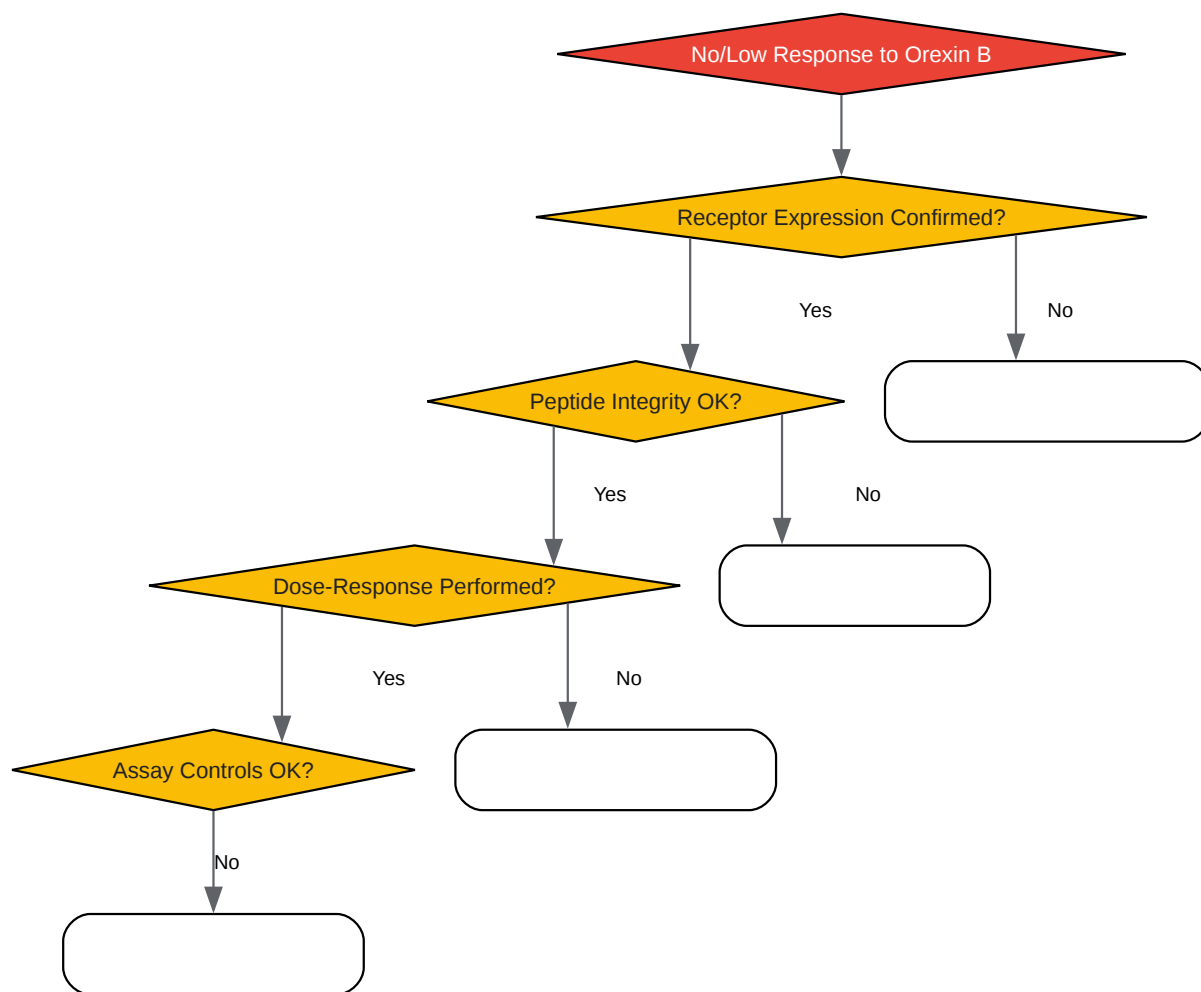 No/Low Response to Orexin B
Receptor Expression Confirmed?
Yes
No
Peptide Integrity OK?
Yes
No
Dose-Response Performed?
Yes
No
Assay Controls OK?
No